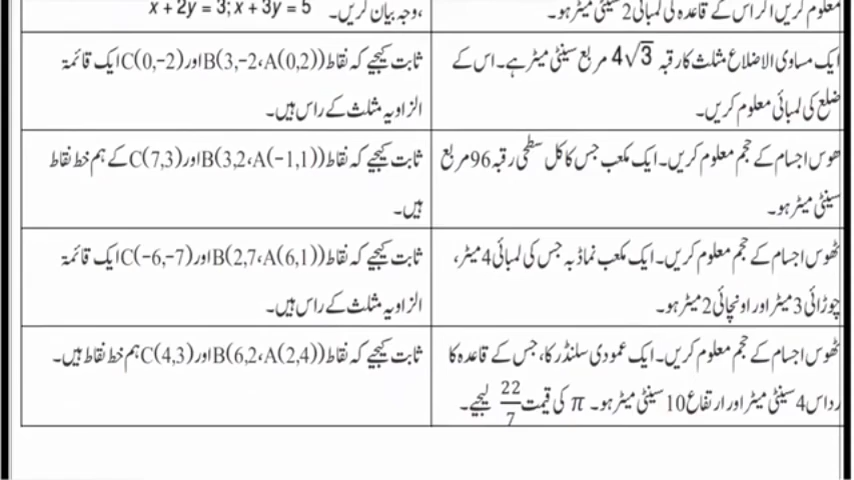 معلوم کریں اگر اس کے قاعدہ کی لمبائی 2 سینٹی میٹر ہو۔
،وجہ بیان کریں۔ x + 2y = 3; x + 3y = 5
ایک مساوی الاضلاع مثلث کا رقبہ 4√3 مربع سینٹی میٹر ہے۔ اس کے
ضلع کی لمبائی معلوم کریں۔
ثابت کیجیے کہ نقاط A(0,2)، B(3,-2) اور C(0,-2) ایک قائمۃ
الزاویہ مثلث کے راس ہیں۔
ھوس اجسام کے حجم معلوم کریں۔ ایک مکعب جس کا کل سطحی رقبہ 96 مربع
سینٹی میٹر ہو۔
ثابت کیجیے کہ نقاط A(-1,1)، B(3,2) اور C(7,3) کے ہم خط نقاط
ہیں۔
ٹھوس اجسام کے حجم معلوم کریں۔ ایک مکعب نماڈبہ جس کی لمبائی 4 میٹر،
چوڑائی 3 میٹر اور اونچائی 2 میٹر ہو۔
ثابت کیجیے کہ نقاط A(6,1)، B(2,7) اور C(-6,-7) ایک قائمۃ
الزاویہ مثلث کے راس ہیں۔
ٹھوس اجسام کے حجم معلوم کریں۔ ایک عمودی سلنڈر کا، جس کے قاعدہ کا
رداس 4 سینٹی میٹر اور ارتفاع 10 سینٹی میٹر ہو۔ π کی قیمت 22/7 لیجیے۔
ثابت کیجیے کہ نقاط A(2,4)، B(6,2) اور C(4,3) ہم خط نقاط ہیں۔